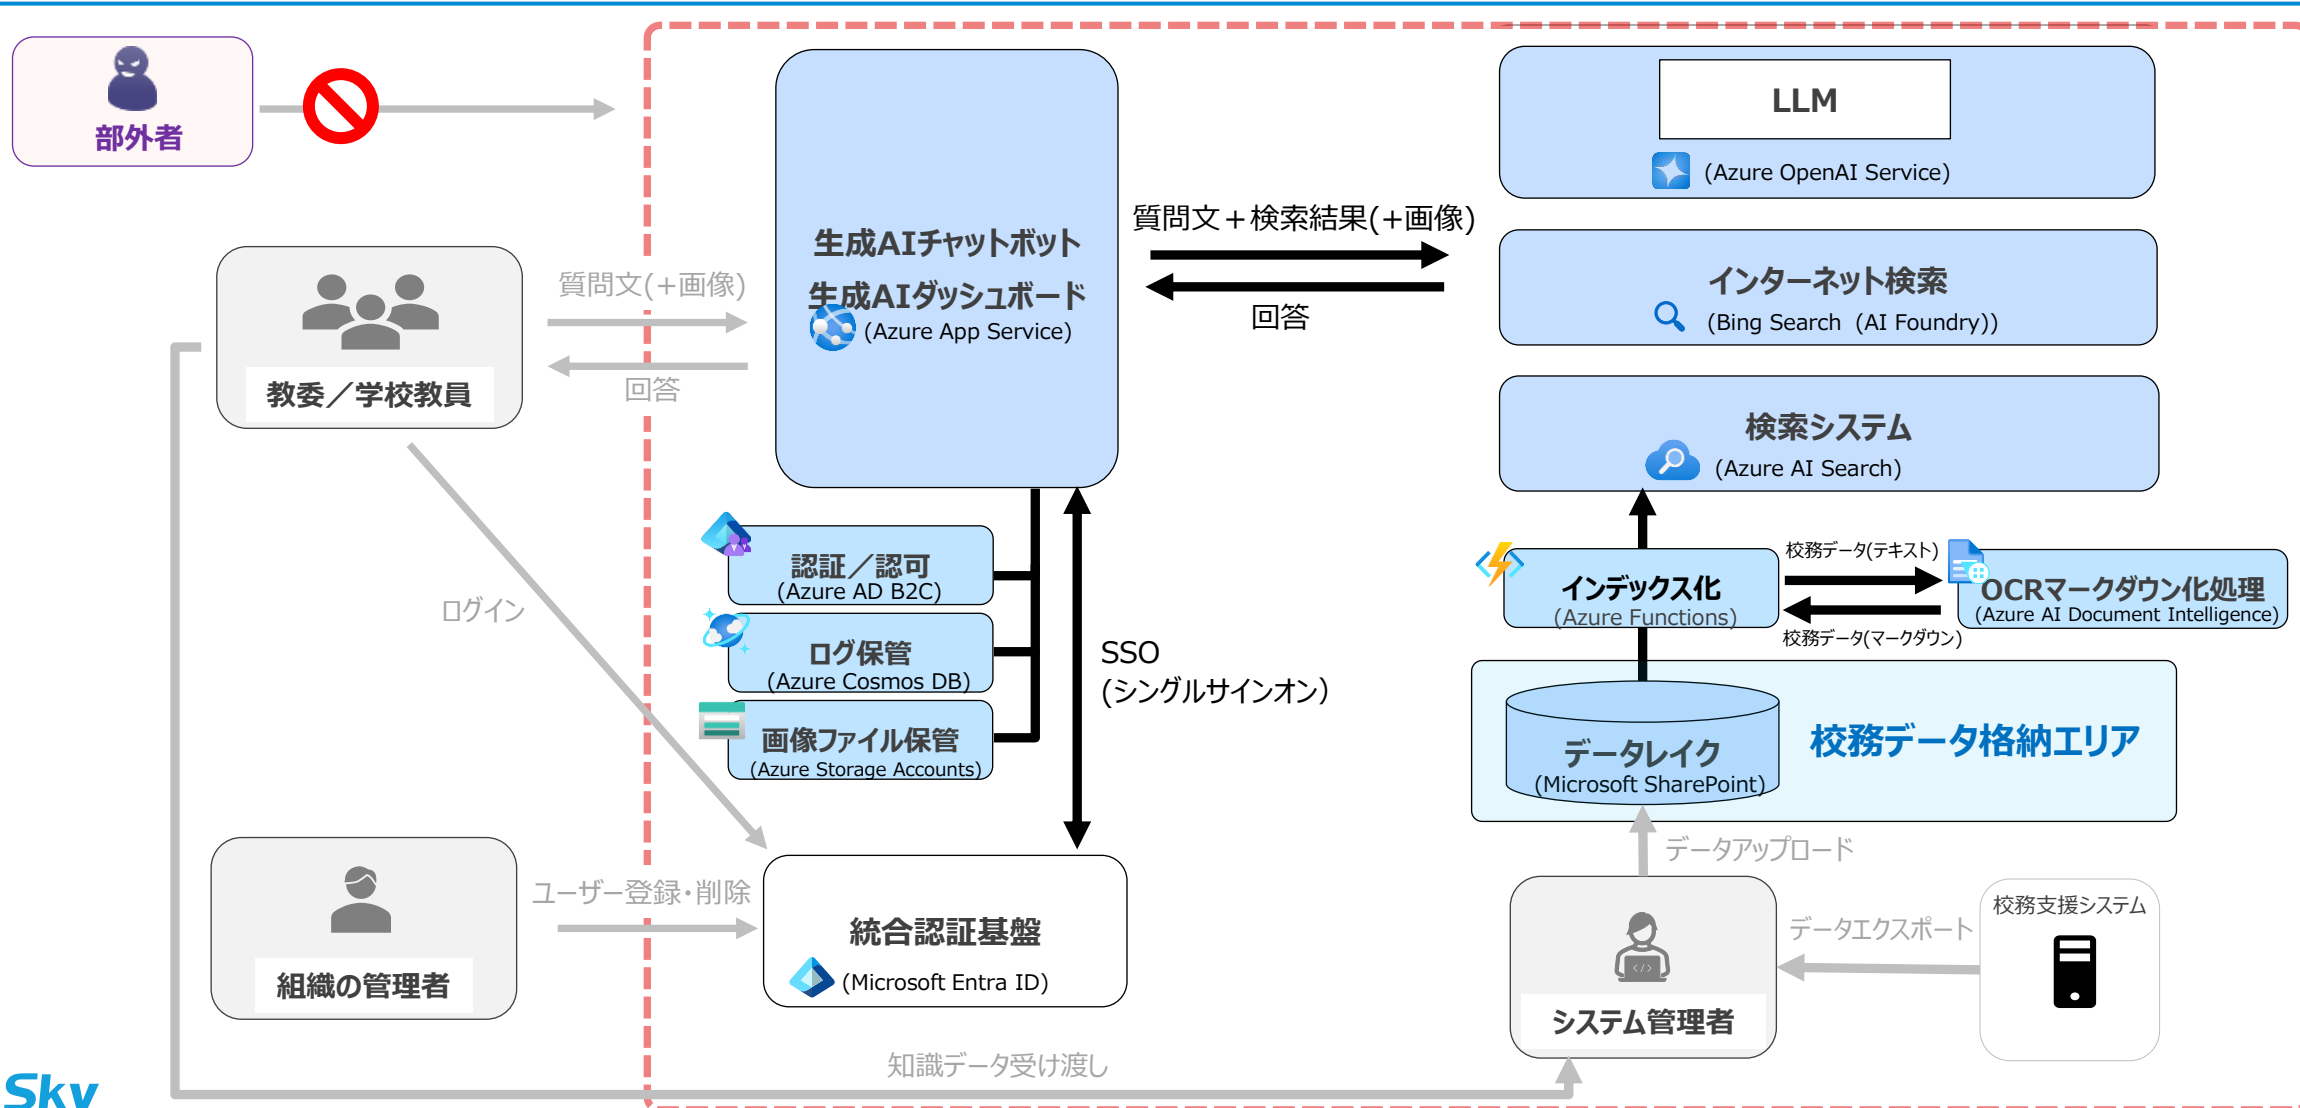 部外者
LLM
(Azure OpenAI Service)
質問文＋検索結果(+画像)
回答
生成AIチャットボット
生成AIダッシュボード
(Azure App Service)
インターネット検索
(Bing Search (AI Foundry))
質問文(+画像)
回答
教委／学校教員
検索システム
(Azure AI Search)
認証／認可
(Azure AD B2C)
ログ保管
(Azure Cosmos DB)
画像ファイル保管
(Azure Storage Accounts)
ログイン
SSO
(シングルサインオン）
インデックス化
(Azure Functions)
校務データ(テキスト)
校務データ(マークダウン)
OCRマークダウン化処理
(Azure AI Document Intelligence)
データレイク
(Microsoft SharePoint)
校務データ格納エリア
データアップロード
組織の管理者
ユーザー登録・削除
統合認証基盤
(Microsoft Entra ID)
システム管理者
データエクスポート
校務支援システム
知識データ受け渡し
Sky